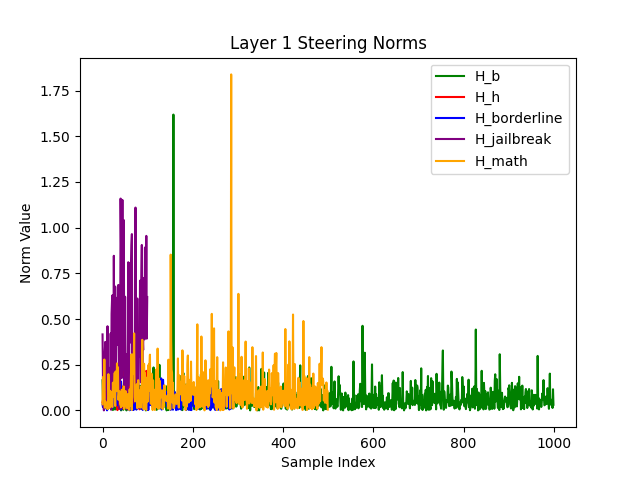 Layer 1 Steering Norms
Norm Value
1.75
1.50
1.25
1.00
0.75
0.50
0.25
0.00
H_b
H_h
H_borderline
H_jailbreak
H_math
0 200 400 600 800 1000
Sample Index